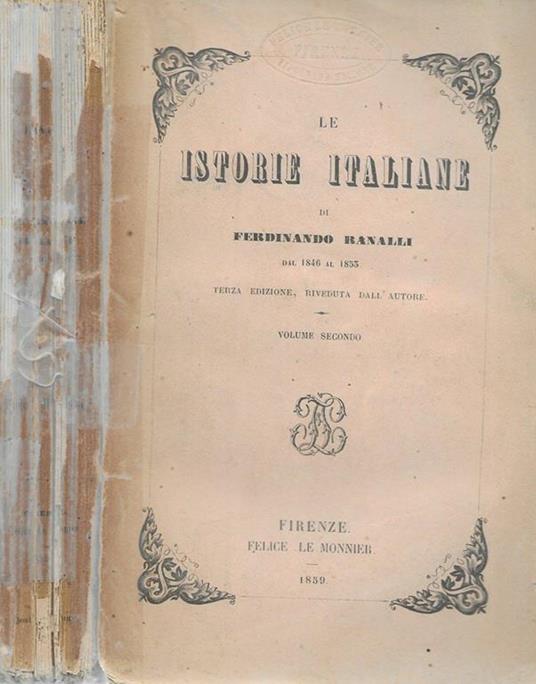 LE
ISTORIE ITALIANE
DI
FERDINANDO RANALLI
DAL 1846 AL 1853
TERZA EDIZIONE, RIVEDUTA DALL'AUTORE.
VOLUME SECONDO
FIRENZE.
FELICE LE MONNIER.
1859.